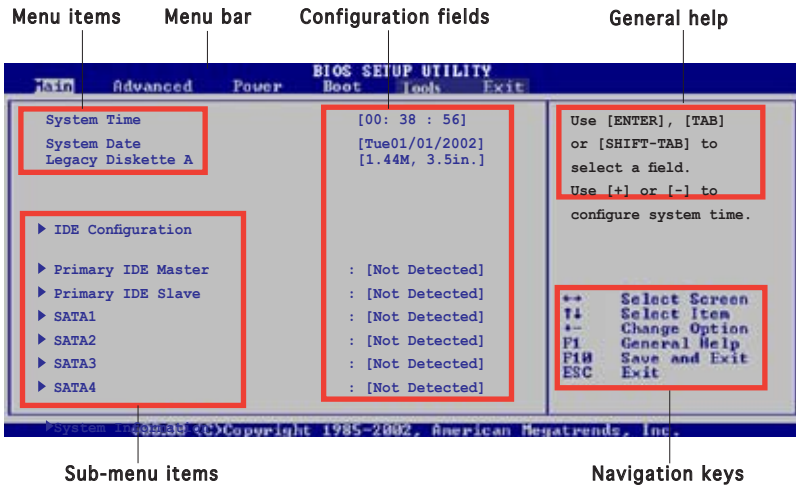 Menu items Menu bar Configuration fields General help
BIOS SETUP UTILITY
Main Advanced Power Boot Tools Exit
System Time [00: 38 : 56]
System Date [Tue01/01/2002]
Legacy Diskette A [1.44M, 3.5in.]
IDE Configuration
Primary IDE Master : [Not Detected]
Primary IDE Slave : [Not Detected]
SATA1 : [Not Detected]
SATA2 : [Not Detected]
SATA3 : [Not Detected]
SATA4 : [Not Detected]
System Information
Use [ENTER], [TAB]
or [SHIFT-TAB] to
select a field.
Use [+] or [-] to
configure system time.
←→ Select Screen
↑↓ Select Item
+- Change Option
F1 General Help
F10 Save and Exit
ESC Exit
(C)Copyright 1985-2002, American Megatrends, Inc.
Sub-menu items Navigation keys